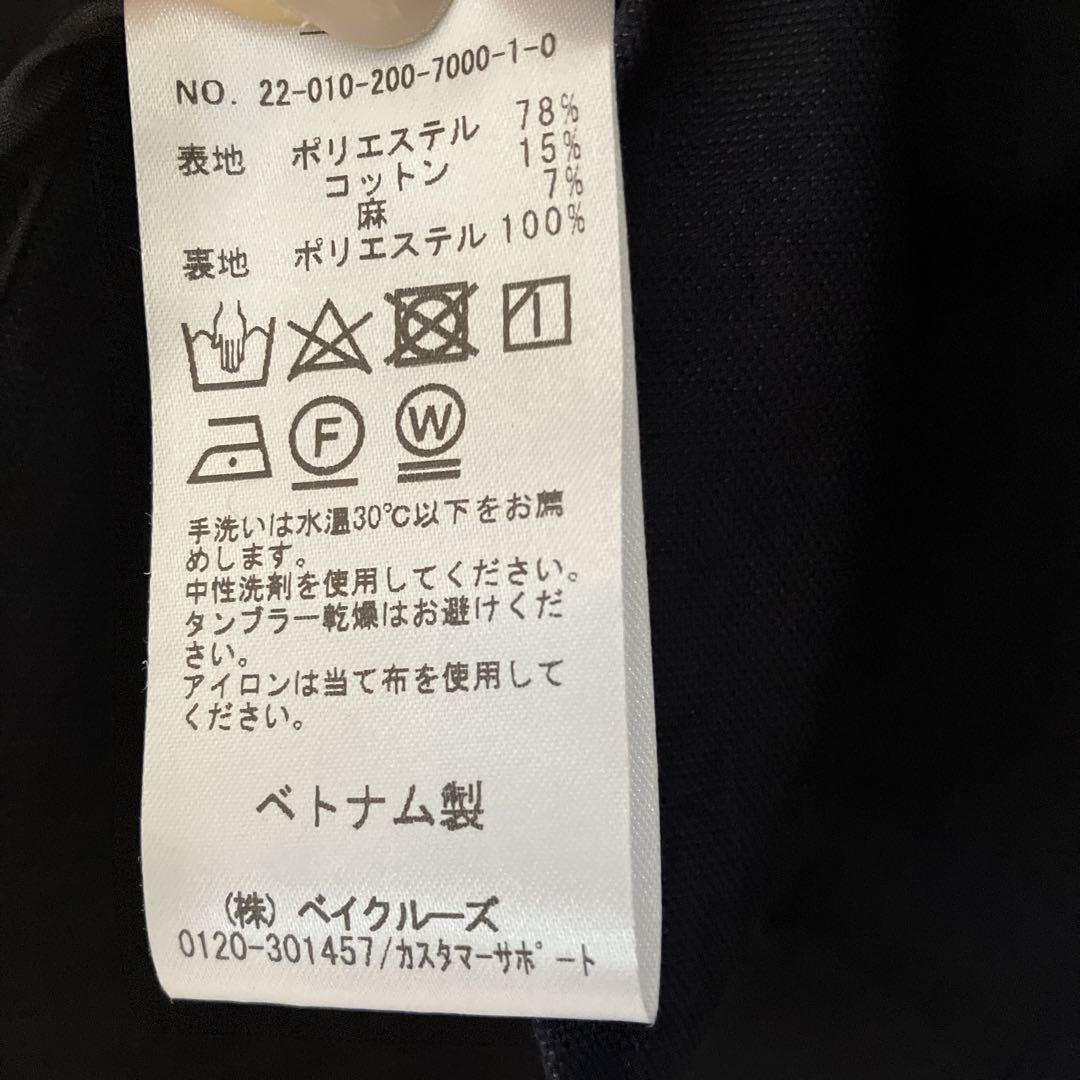 NO. 22-010-200-7000-1-0
表地 ポリエステル 78%
コットン 15%
麻 7%
裏地 ポリエステル 100%
F W
手洗いは水温30℃以下をお薦
めします。
中性洗剤を使用してください。
タンブラー乾燥はお避けくだ
さい。
アイロンは当て布を使用して
ください。
ベトナム製
(株) ベイクルーズ
0120-301457/カスタマーサポート